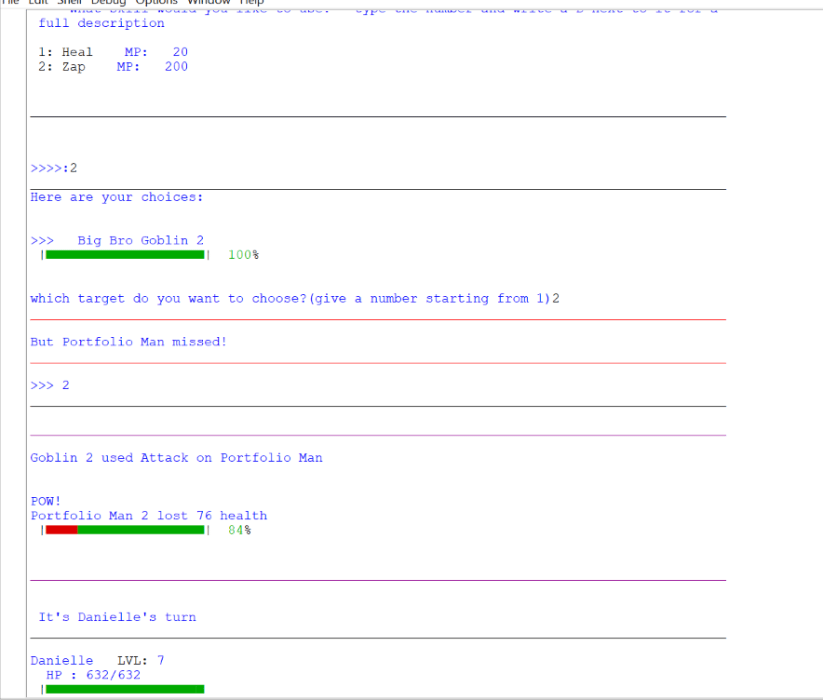 File Edit Shell Debug Options Window Help
full description
1: Heal MP: 20
2: Zap MP: 200
>>>>:2
Here are your choices:
>>> Big Bro Goblin 2
| | 100%
which target do you want to choose?(give a number starting from 1)2
But Portfolio Man missed!
>>> 2
Goblin 2 used Attack on Portfolio Man
POW!
Portfolio Man 2 lost 76 health
| | 84%
It's Danielle's turn
Danielle LVL: 7
HP : 632/632
|